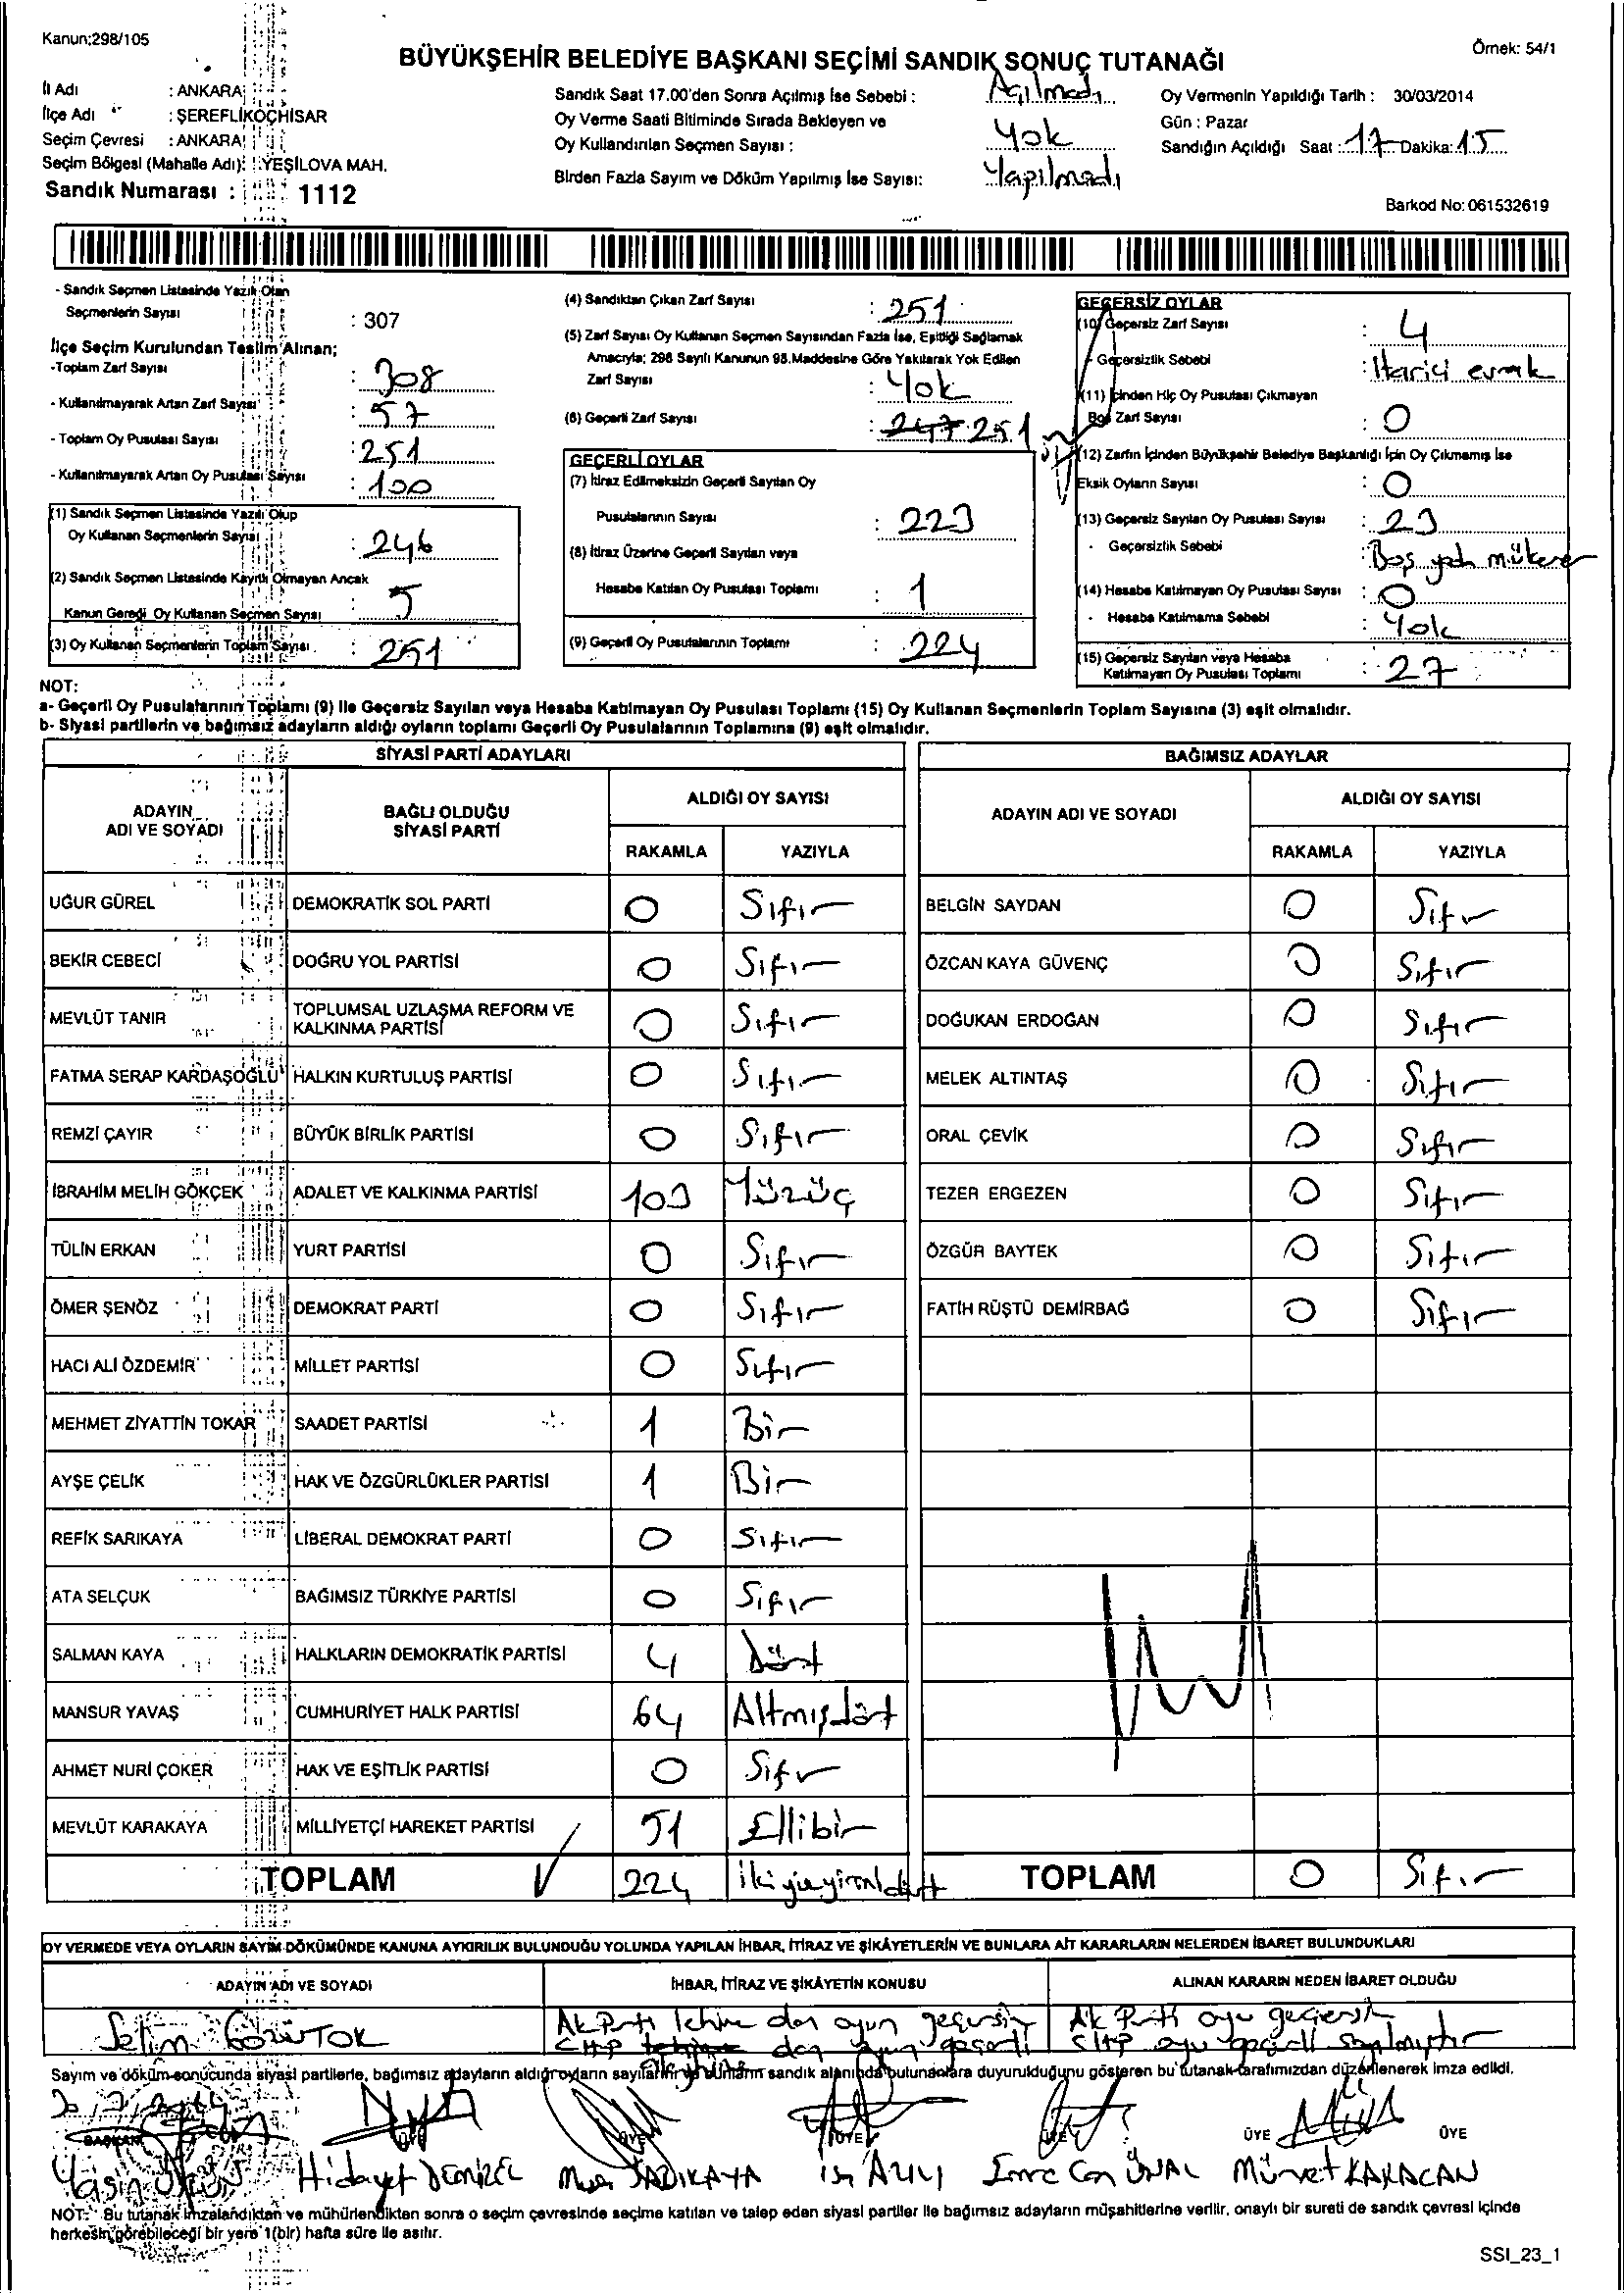 Kanun;298/105
Örnek: 54/1
BÜYÜKŞEHİR BELEDİYE BAŞKANI SEÇİMİ SANDIK SONUÇ TUTANAĞI
İl Adı : ANKARA
İlçe Adı : ŞEREFLİKOÇHİSAR
Seçim Çevresi : ANKARA
Seçim Bölgesi (Mahalle Adı): YEŞİLOVA MAH.
Sandık Numarası : 1112
Sandık Saat 17.00'den Sonra Açılmış İse Sebebi : Açılmadı
Oy Verme Saati Bitiminde Sırada Bekleyen ve
Oy Kullandırılan Seçmen Sayısı : Yok
Birden Fazla Sayım ve Döküm Yapılmış İse Sayısı: Yapılmadı
Oy Vermenin Yapıldığı Tarih : 30/03/2014
Gün : Pazar
Sandığın Açıldığı Saat : 17 Dakika: 15
Barkod No: 061532619
- Sandık Seçmen Listesinde Yazılı Olan
Seçmenlerin Sayısı : 307
İlçe Seçim Kurulundan Teslim Alınan;
-Toplam Zarf Sayısı : 308
- Kullanılmayarak Artan Zarf Sayısı : 57
- Toplam Oy Pusulası Sayısı : 251
- Kullanılmayarak Artan Oy Pusulası Sayısı : 100
(1) Sandık Seçmen Listesinde Yazılı Olup
Oy Kullanan Seçmenlerin Sayısı : 246
(2) Sandık Seçmen Listesinde Kayıtlı Olmayan Ancak
Kanun Gereği Oy Kullanan Seçmen Sayısı : 5
(3) Oy Kullanan Seçmenlerin Toplam Sayısı : 251
(4) Sandıktan Çıkan Zarf Sayısı : 251
(5) Zarf Sayısı Oy Kullanan Seçmen Sayısından Fazla İse, Eşitliği Sağlamak
Amacıyla; 298 Sayılı Kanunun 98.Maddesine Göre Yakılarak Yok Edilen
Zarf Sayısı : Yok
(6) Geçerli Zarf Sayısı : 247 251
GEÇERLİ OYLAR
(7) İtiraz Edilmeksizin Geçerli Sayılan Oy
Pusulalarının Sayısı : 223
(8) İtiraz Üzerine Geçerli Sayılan veya
Hesaba Katılan Oy Pusulası Toplamı : 1
(9) Geçerli Oy Pusulalarının Toplamı : 224
GEÇERSİZ OYLAR
(10) Geçersiz Zarf Sayısı : 4
- Geçersizlik Sebebi : Harici evrak
(11) İçinden Hiç Oy Pusulası Çıkmayan
Boş Zarf Sayısı : 0
(12) Zarfın İçinden Büyükşehir Belediye Başkanlığı İçin Oy Çıkmamış İse
Eksik Oyların Sayısı : 0
(13) Geçersiz Sayılan Oy Pusulası Sayısı : 23
- Geçersizlik Sebebi : Boş mükerrer
(14) Hesaba Katılmayan Oy Pusulası Sayısı : 0
- Hesaba Katılmama Sebebi : Yok
(15) Geçersiz Sayılan veya Hesaba
Katılmayan Oy Pusulası Toplamı : 27
NOT:
a- Geçerli Oy Pusulalarının Toplamı (9) İle Geçersiz Sayılan veya Hesaba Katılmayan Oy Pusulası Toplamı (15) Oy Kullanan Seçmenlerin Toplam Sayısına (3) eşit olmalıdır.
b- Siyasi partilerin ve bağımsız adayların aldığı oyların toplamı Geçerli Oy Pusulalarının Toplamına (9) eşit olmalıdır.
SİYASİ PARTİ ADAYLARI
ADAYIN ADI VE SOYADI BAĞLI OLDUĞU SİYASİ PARTİ ALDIĞI OY SAYISI RAKAMLA YAZIYLA
UĞUR GÜREL DEMOKRATİK SOL PARTİ 0 Sıfır
BEKİR CEBECİ DOĞRU YOL PARTİSİ 0 Sıfır
MEVLÜT TANIR TOPLUMSAL UZLAŞMA REFORM VE KALKINMA PARTİSİ 0 Sıfır
FATMA SERAP KARDAŞOĞLU HALKIN KURTULUŞ PARTİSİ 0 Sıfır
REMZİ ÇAYIR BÜYÜK BİRLİK PARTİSİ 0 Sıfır
İBRAHİM MELİH GÖKÇEK ADALET VE KALKINMA PARTİSİ 103 Yüzüç
TÜLİN ERKAN YURT PARTİSİ 0 Sıfır
ÖMER ŞENÖZ DEMOKRAT PARTİ 0 Sıfır
HACI ALİ ÖZDEMİR MİLLET PARTİSİ 0 Sıfır
MEHMET ZİYATTİN TOKAR SAADET PARTİSİ 1 Bir
AYŞE ÇELİK HAK VE ÖZGÜRLÜKLER PARTİSİ 1 Bir
REFİK SARIKAYA LİBERAL DEMOKRAT PARTİ 0 Sıfır
ATA SELÇUK BAĞIMSIZ TÜRKİYE PARTİSİ 0 Sıfır
SALMAN KAYA HALKLARIN DEMOKRATİK PARTİSİ 4 Dört
MANSUR YAVAŞ CUMHURİYET HALK PARTİSİ 64 Altmışdört
AHMET NURİ ÇOKER HAK VE EŞİTLİK PARTİSİ 0 Sıfır
MEVLÜT KARAKAYA MİLLİYETÇİ HAREKET PARTİSİ 51 Ellibir
TOPLAM 224 İkiyüzyirmidört
BAĞIMSIZ ADAYLAR
ADAYIN ADI VE SOYADI ALDIĞI OY SAYISI RAKAMLA YAZIYLA
BELGİN SAYDAN 0 Sıfır
ÖZCAN KAYA GÜVENÇ 0 Sıfır
DOĞUKAN ERDOĞAN 0 Sıfır
MELEK ALTINTAŞ 0 Sıfır
ORAL ÇEVİK 0 Sıfır
TEZER ERGEZEN 0 Sıfır
ÖZGÜR BAYTEK 0 Sıfır
FATİH RÜŞTÜ DEMİRBAĞ 0 Sıfır
TOPLAM 0 Sıfır
OY VERMEDE VEYA OYLARIN SAYIM DÖKÜMÜNDE KANUNA AYKIRILIK BULUNDUĞU YOLUNDA YAPILAN İHBAR, İTİRAZ VE ŞİKÂYETLERİN VE BUNLARA AİT KARARLARIN NELERDEN İBARET BULUNDUKLARI
ADAYIN ADI VE SOYADI İHBAR, İTİRAZ VE ŞİKÂYETİN KONUSU ALINAN KARARIN NEDEN İBARET OLDUĞU
Selim
Ak Parti lehine olan oyun geçersiz
CHP olan oyun geçerli
Ak Parti oyu geçersiz
CHP oyu geçerli sayılmıştır
Sayım ve döküm sonucunda siyasi partilerle, bağımsız adayların aldığı oyların sayılarını ve bunların sandık alanında bulunanlara duyurulduğunu gösteren bu tutanak tarafımızdan düzenlenerek imza edildi.
BAŞKAN ÜYE ÜYE ÜYE ÜYE ÜYE ÜYE
Yasin Hidayet DEMİREL SADIKAYA Emre Can ÜNAL Mürvet KARACAN
NOT: Bu tutanak imzalandıktan ve mühürlendikten sonra o seçim çevresinde seçime katılan ve talep eden siyasi partiler ile bağımsız adayların müşahitlerine verilir, onaylı bir sureti de sandık çevresi içinde
herkesin görebileceği bir yere 1(bir) hafta süre ile asılır.
SSI_23_1